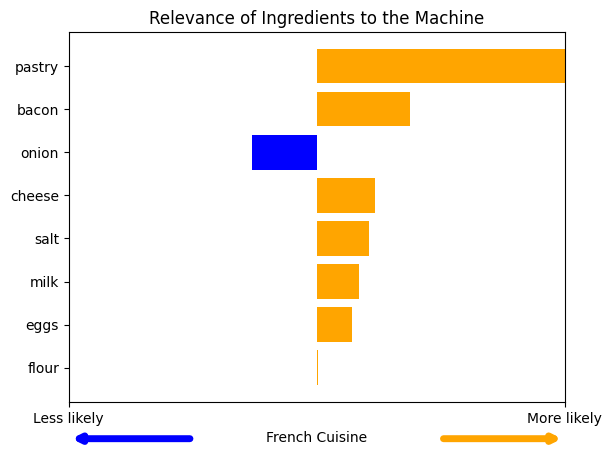 Relevance of Ingredients to the Machine
pastry
bacon
onion
cheese
salt
milk
eggs
flour
Less likely
More likely
French Cuisine